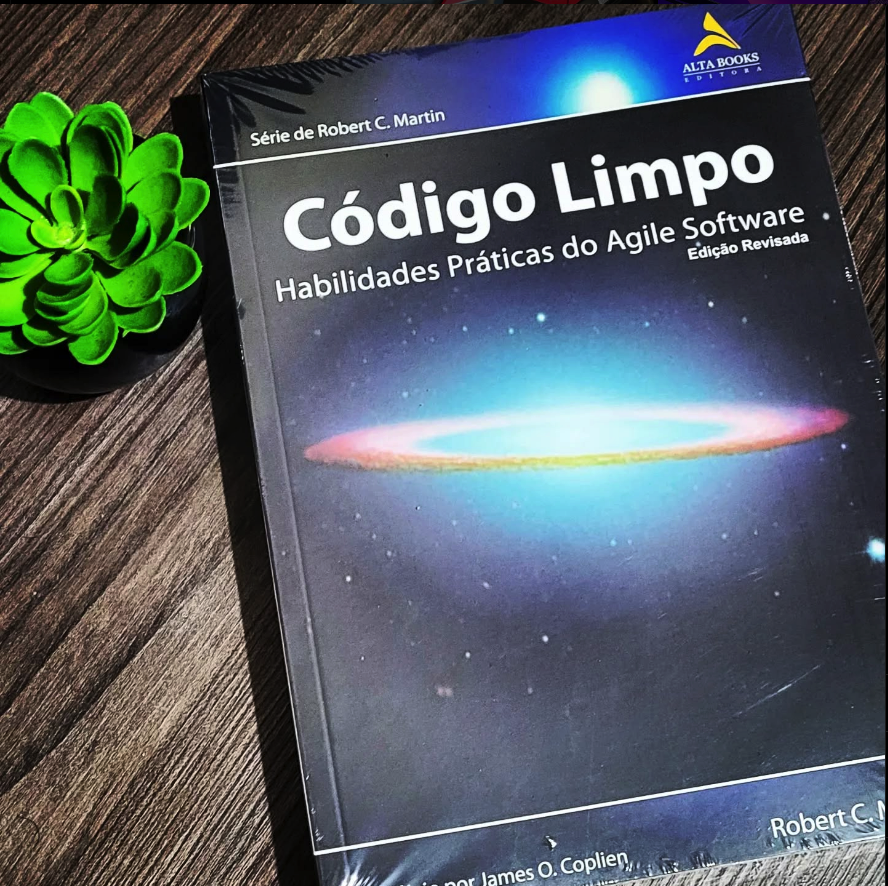 ALTA BOOKS
EDITORA
Série de Robert C. Martin
Código Limpo
Habilidades Práticas do Agile Software
Edição Revisada
Robert C.
por James O. Coplien